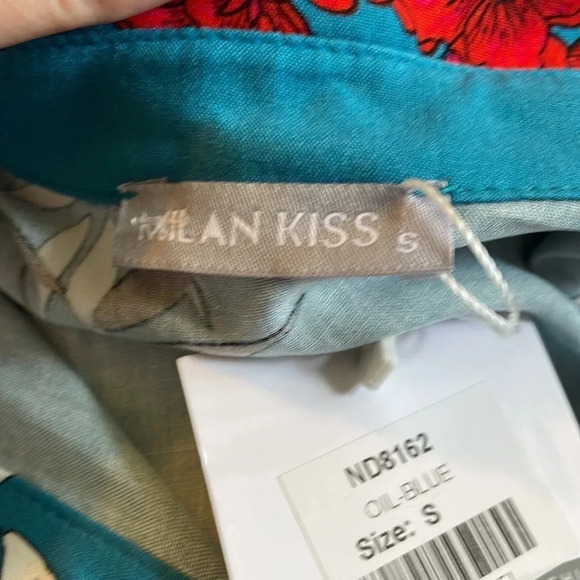 MILAN KISS S
ND8162
OIL-BLUE
Size: S